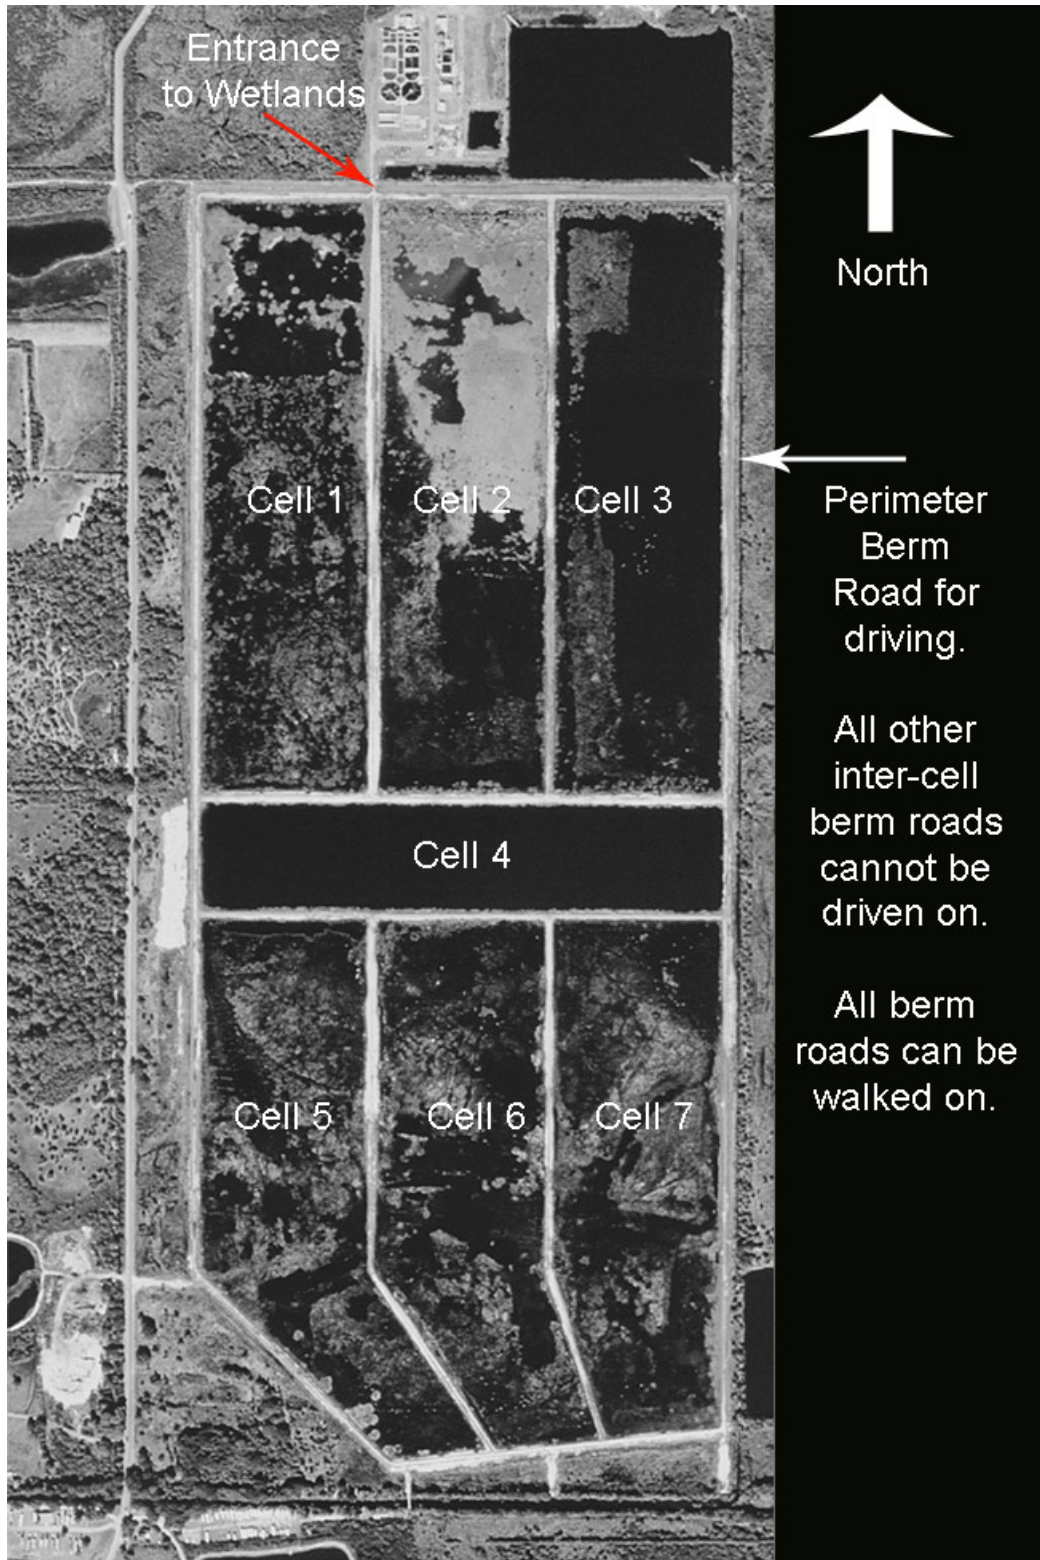 Entrance
to Wetlands
North
Cell 1
Cell 2
Cell 3
Perimeter
Berm
Road for
driving.
All other
inter-cell
berm roads
cannot be
driven on.
All berm
roads can be
walked on.
Cell 4
Cell 5
Cell 6
Cell 7